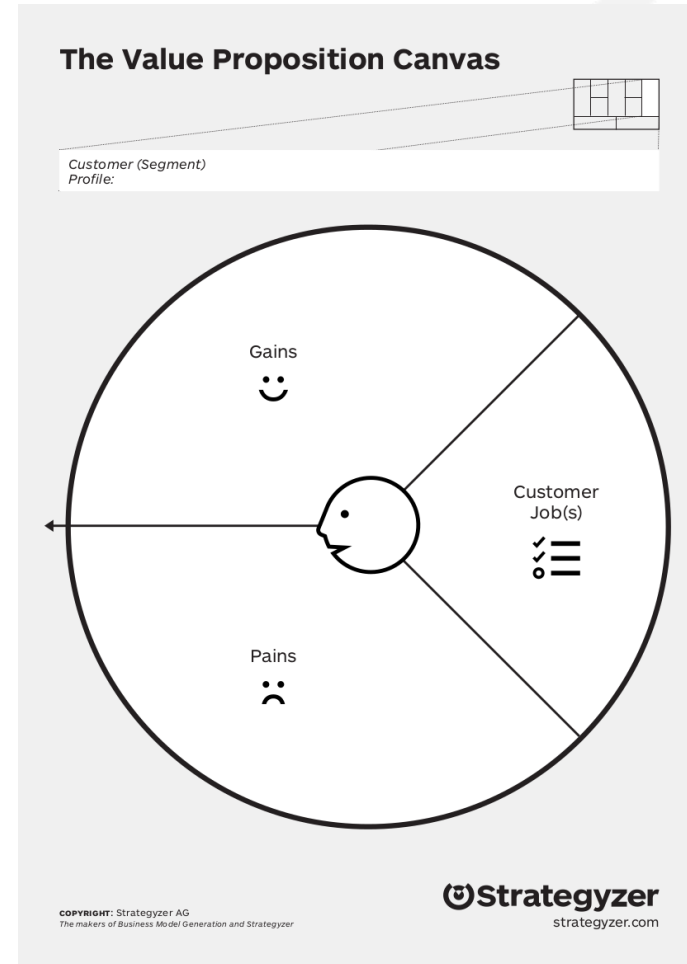 The Value Proposition Canvas
Customer (Segment)
Profile:
Gains
Customer
Job(s)
Pains
Strategyzer
COPYRIGHT: Strategyzer AG
The makers of Business Model Generation and Strategyzer
strategyzer.com